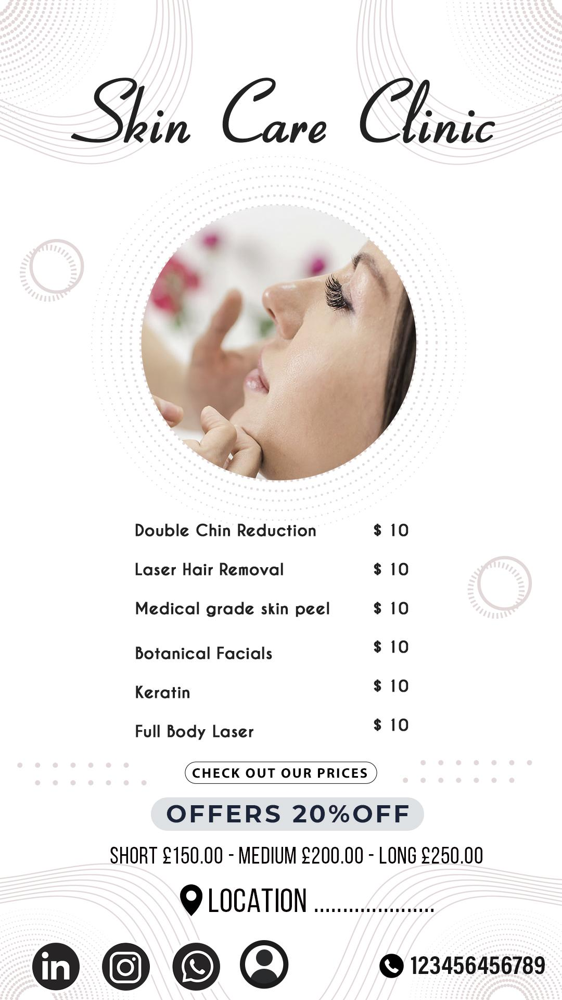 Skin Care Clinic
Double Chin Reduction $ 10
Laser Hair Removal $ 10
Medical grade skin peel $ 10
Botanical Facials $ 10
Keratin $ 10
Full Body Laser $ 10
CHECK OUT OUR PRICES
OFFERS 20%OFF
SHORT £150.00 - MEDIUM £200.00 - LONG £250.00
LOCATION .....................
in 123456456789